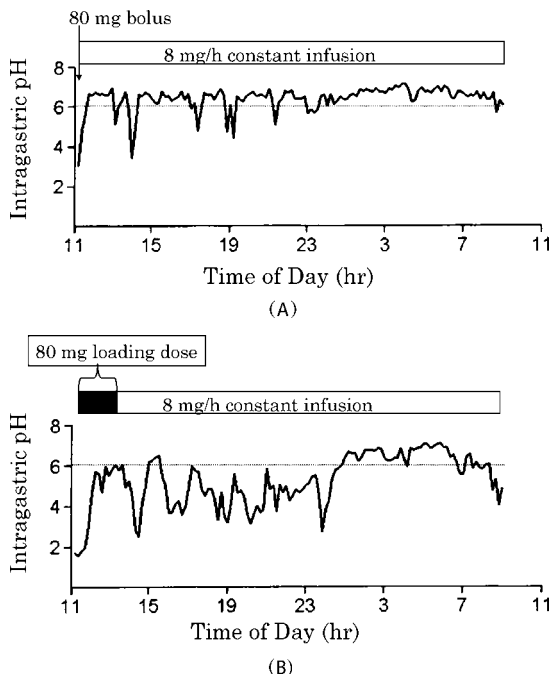 80 mg bolus
8 mg/h constant infusion
Intragastric pH
8
6
4
2
11 15 19 23 3 7 11
Time of Day (hr)
(A)
80 mg loading dose
8 mg/h constant infusion
Intragastric pH
8
6
4
2
11 15 19 23 3 7 11
Time of Day (hr)
(B)